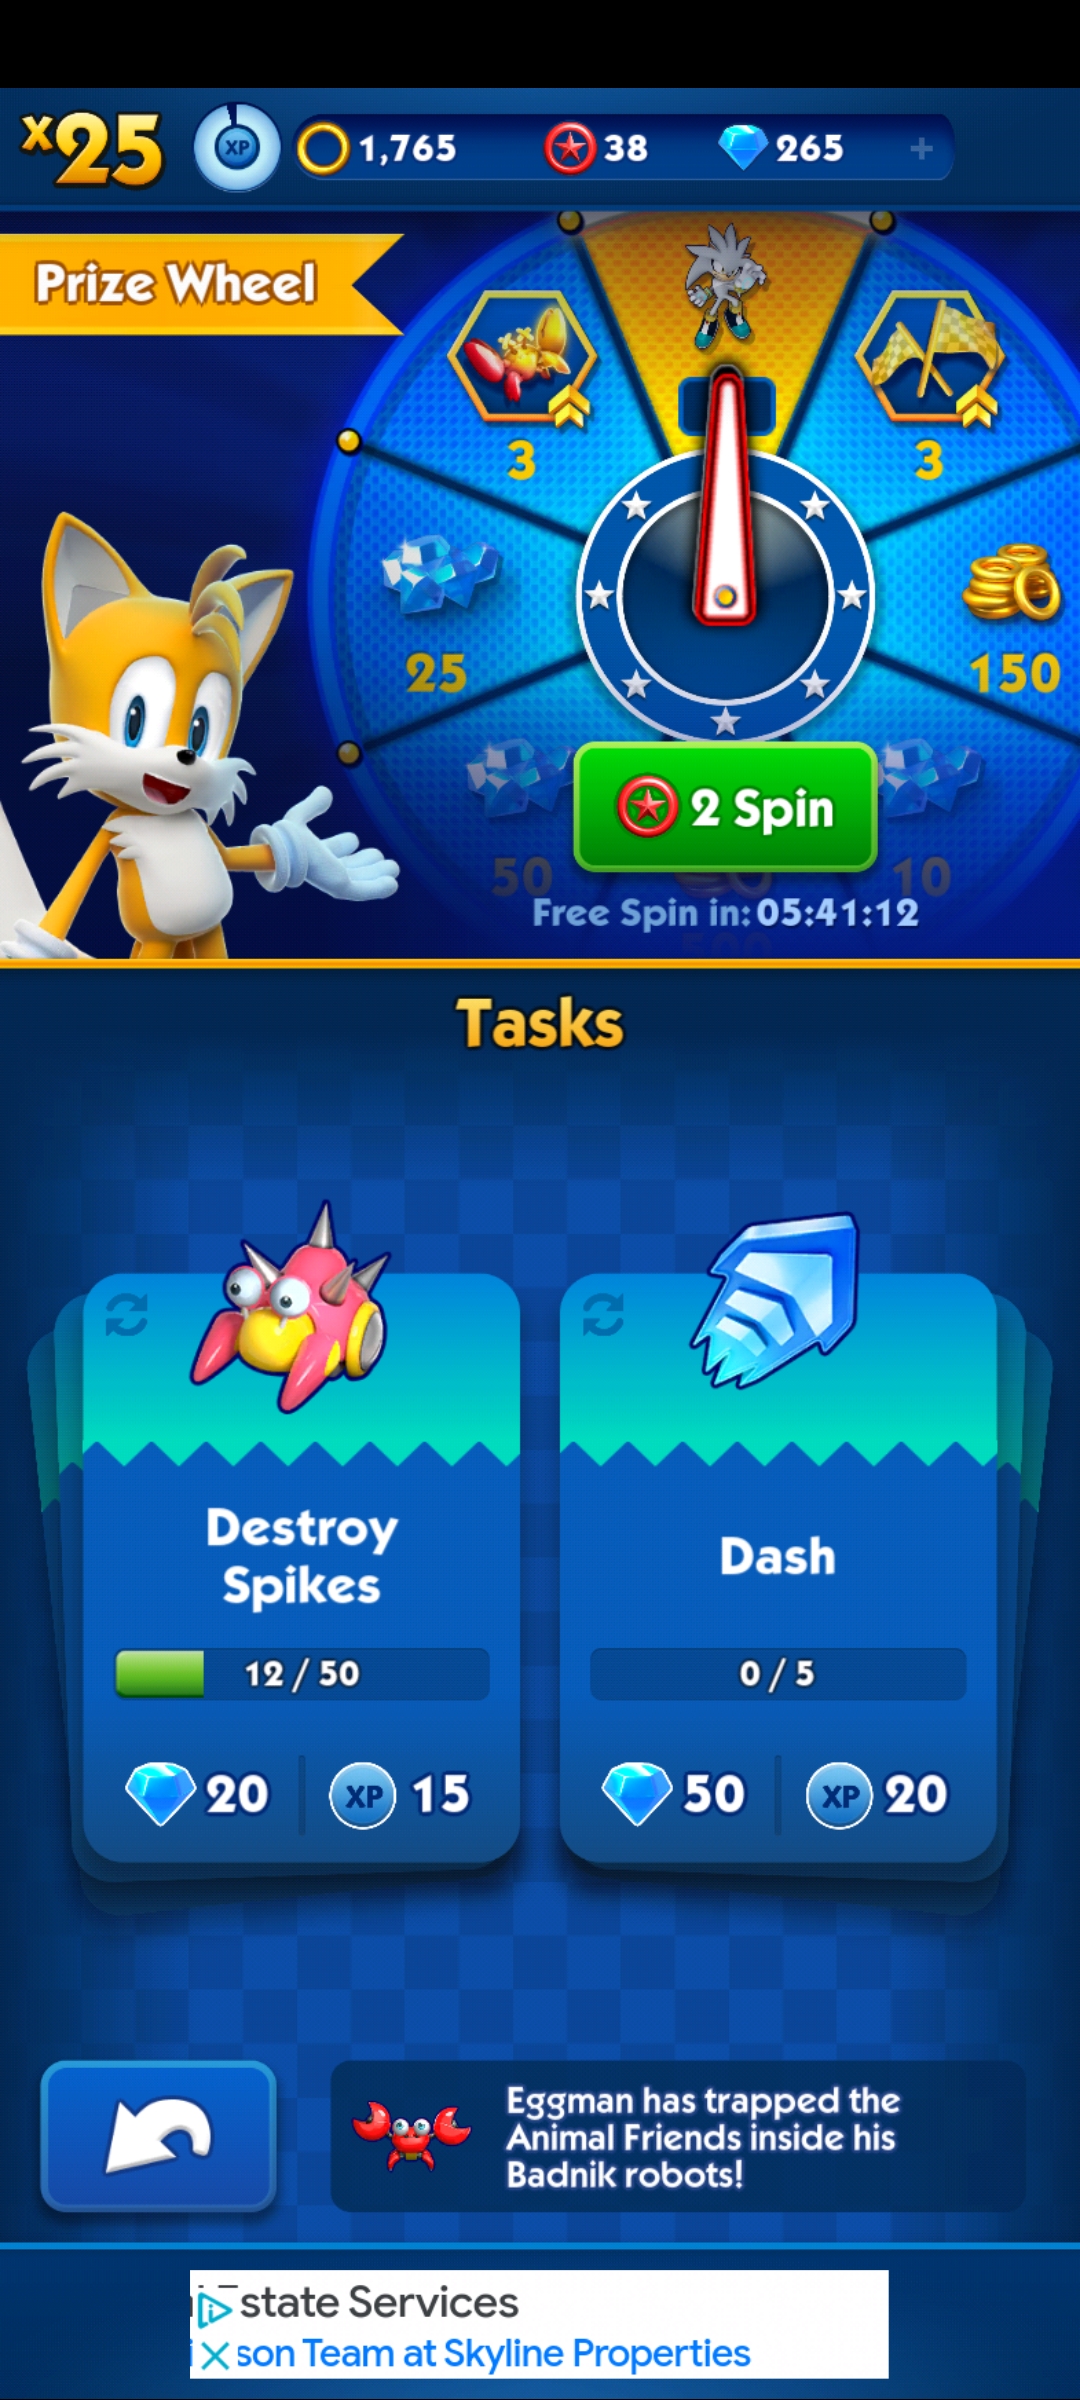 x25 XP 1,765 38 265 +
Prize Wheel
3 3
25 150
2 Spin
50 10
Free Spin in: 05:41:12
Tasks
Destroy
Spikes
12 / 50
20 XP 15
Dash
0 / 5
50 XP 20
Eggman has trapped the
Animal Friends inside his
Badnik robots!
state Services
son Team at Skyline Properties